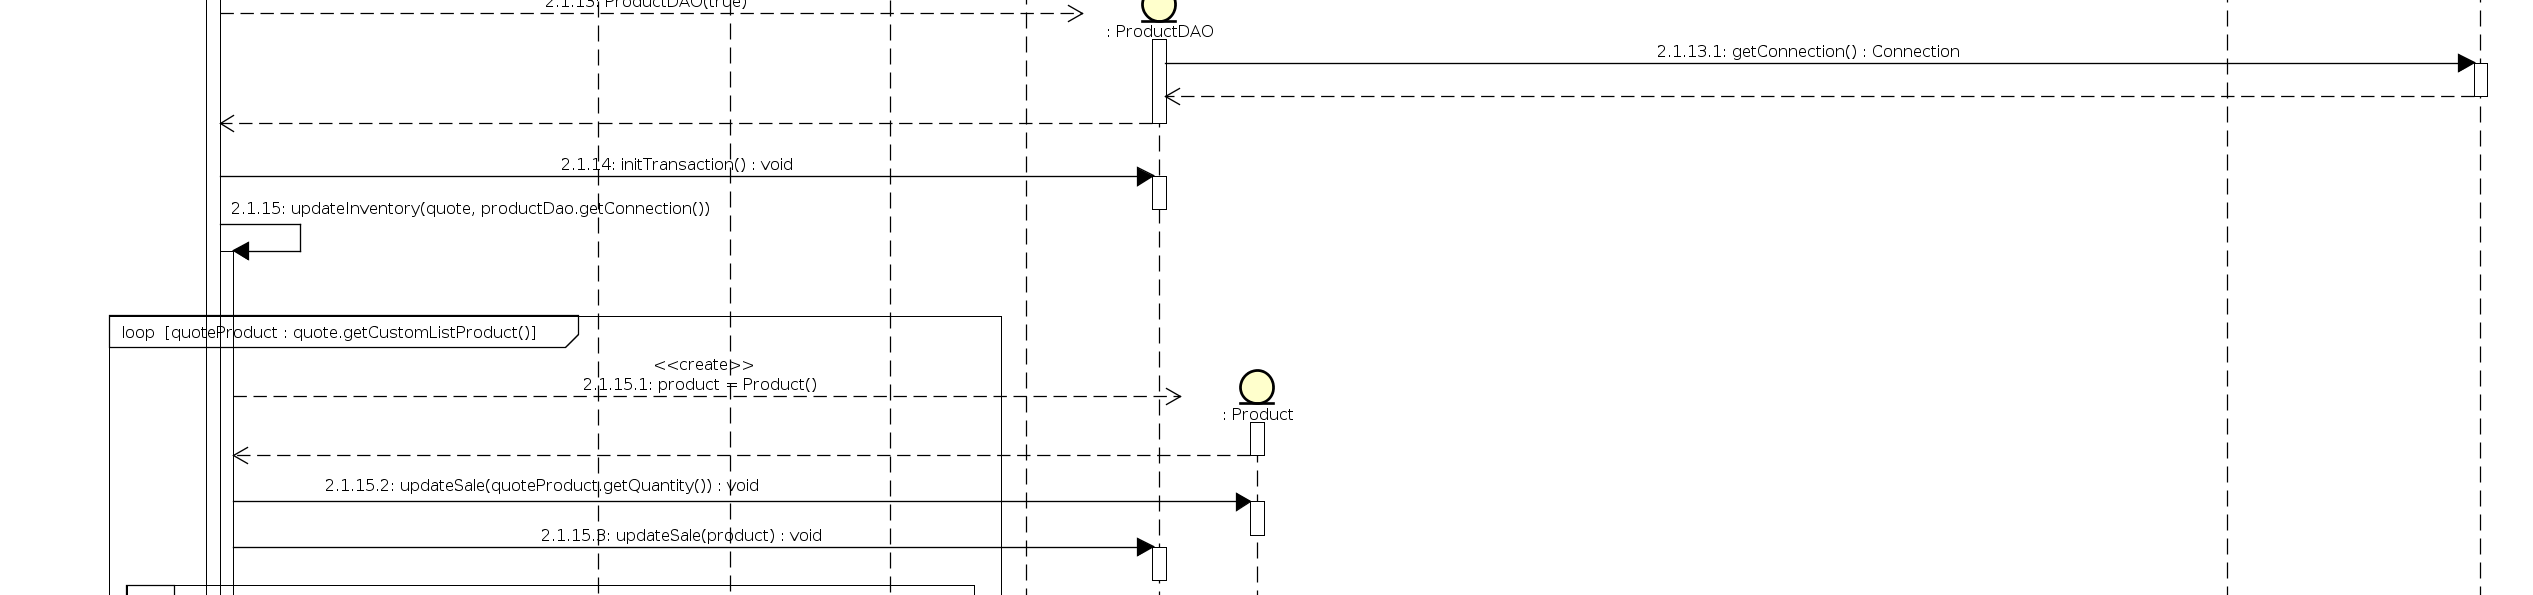 2.1.13: ProductDAO(true)
: ProductDAO
2.1.13.1: getConnection() : Connection
2.1.14: initTransaction() : void
2.1.15: updateInventory(quote, productDao.getConnection())
loop [quoteProduct : quote.getCustomListProduct()]
<<create>>
2.1.15.1: product = Product()
: Product
2.1.15.2: updateSale(quoteProduct.getQuantity()) : void
2.1.15.3: updateSale(product) : void